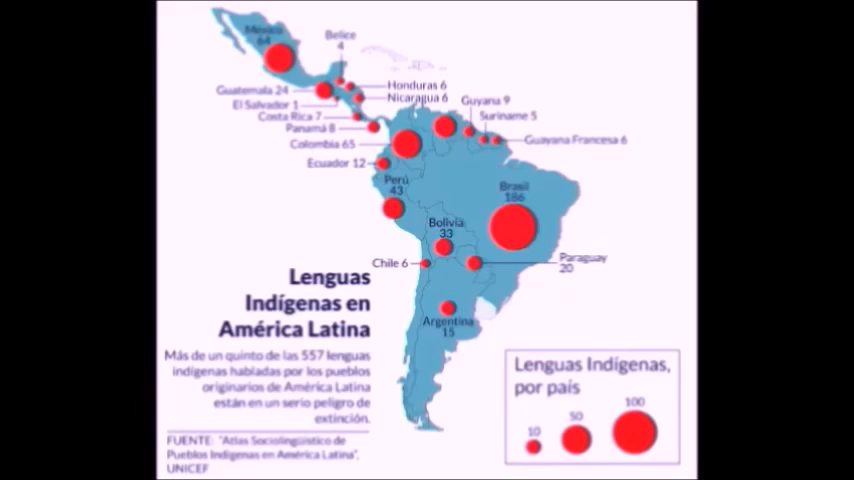 México
64
Belice
4
Guatemala 24
Honduras 6
Nicaragua 6
El Salvador 1
Guyana 9
Costa Rica 7
Suriname 5
Panamá 8
Colombia 65
Guayana Francesa 6
Ecuador 12
Perú
43
Brasil
186
Bolivia
33
Chile 6
Paraguay
20
Argentina
15
Lenguas
Indígenas en
América Latina
Más de un quinto de las 557 lenguas
indígenas habladas por los pueblos
originarios de América Latina
están en un serio peligro de
extinción.
FUENTE: "Atlas Sociolingüístico de
Pueblos Indígenas en América Latina",
UNICEF
Lenguas Indígenas,
por país
10
50
100